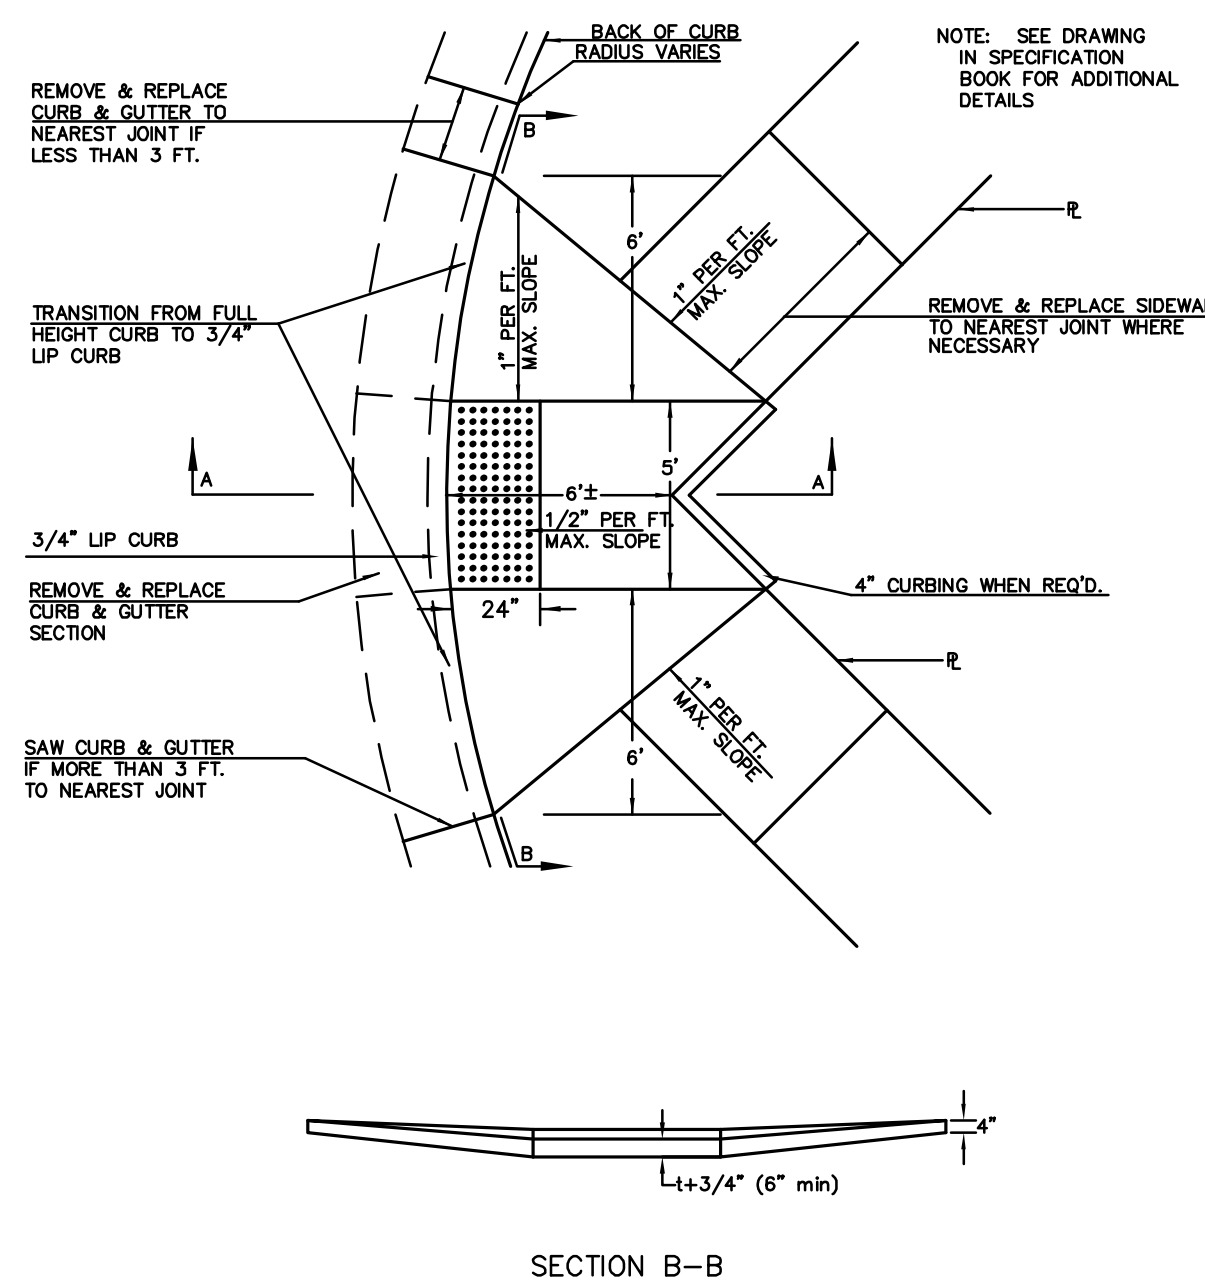 BACK OF CURB
RADIUS VARIES
NOTE: SEE DRAWING
IN SPECIFICATION
BOOK FOR ADDITIONAL
DETAILS
REMOVE & REPLACE
CURB & GUTTER TO
NEAREST JOINT IF
LESS THAN 3 FT.
B
PL
6'
1" PER FT.
MAX. SLOPE
1" PER FT.
MAX. SLOPE
TRANSITION FROM FULL
HEIGHT CURB TO 3/4"
LIP CURB
REMOVE & REPLACE SIDEWA
TO NEAREST JOINT WHERE
NECESSARY
A
5'
A
6'±
1/2" PER FT.
MAX. SLOPE
3/4" LIP CURB
REMOVE & REPLACE
CURB & GUTTER
SECTION
24"
4" CURBING WHEN REQ'D.
PL
1" PER FT.
MAX. SLOPE
6'
SAW CURB & GUTTER
IF MORE THAN 3 FT.
TO NEAREST JOINT
B
4"
t+3/4" (6" min)
SECTION B-B